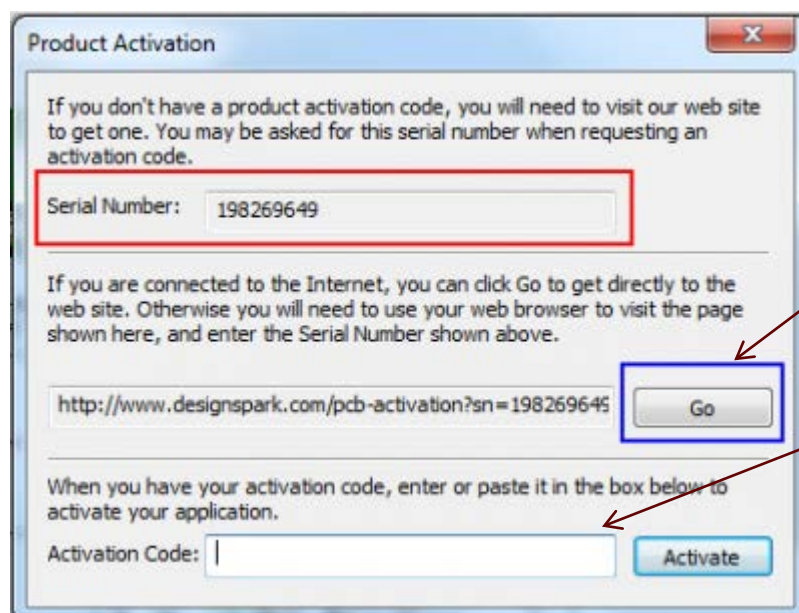 Product Activation
If you don't have a product activation code, you will need to visit our web site
to get one. You may be asked for this serial number when requesting an
activation code.
Serial Number: 198269649
If you are connected to the Internet, you can click Go to get directly to the
web site. Otherwise you will need to use your web browser to visit the page
shown here, and enter the Serial Number shown above.
http://www.designspark.com/pcb-activation?sn=198269649 Go
When you have your activation code, enter or paste it in the box below to
activate your application.
Activation Code: Activate